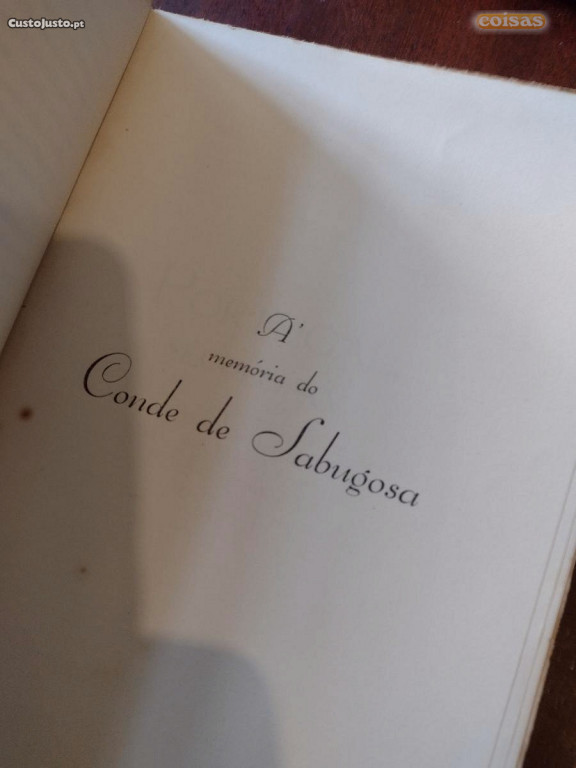 CustoJusto.pt
coisas
A'
memória do
Conde de Sabugosa